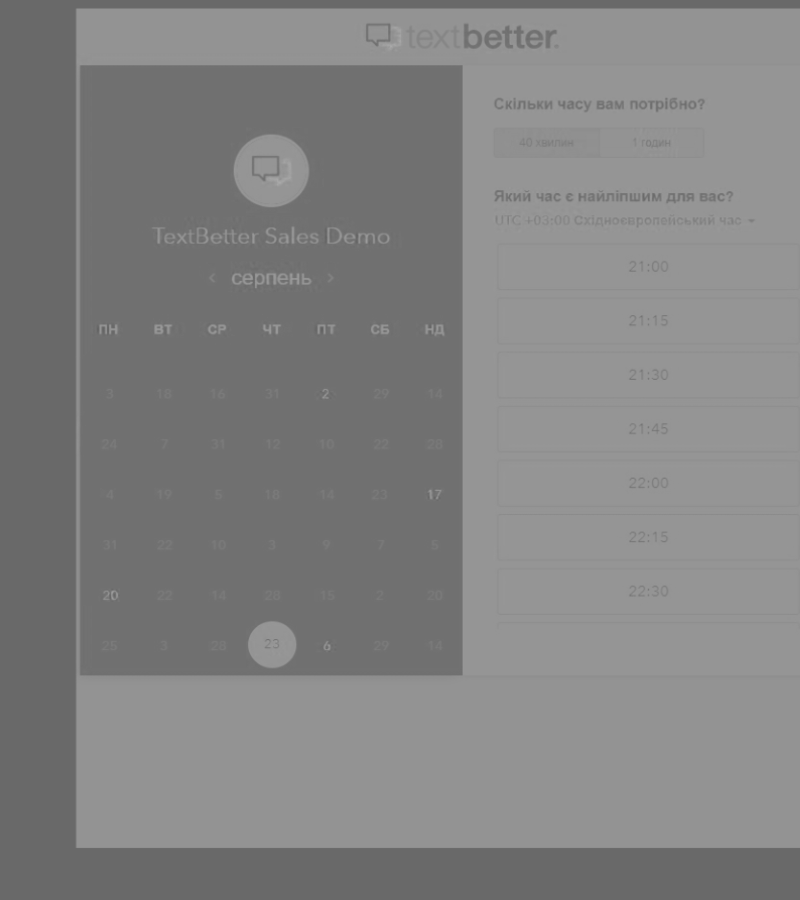 textbetter.
TextBetter Sales Demo
‹ серпень ›
ПН ВТ СР ЧТ ПТ СБ НД
3 18 16 31 2 29 14
24 7 31 12 10 22 28
4 19 5 18 14 23 17
31 22 10 3 9 7 5
20 22 14 28 15 2 20
25 3 26 23 6 29 14
Скільки часу вам потрібно?
40 хвилин 1 годин
Який час є найліпшим для вас?
UTC +03:00 Східноєвропейський час
21:00
21:15
21:30
21:45
22:00
22:15
22:30